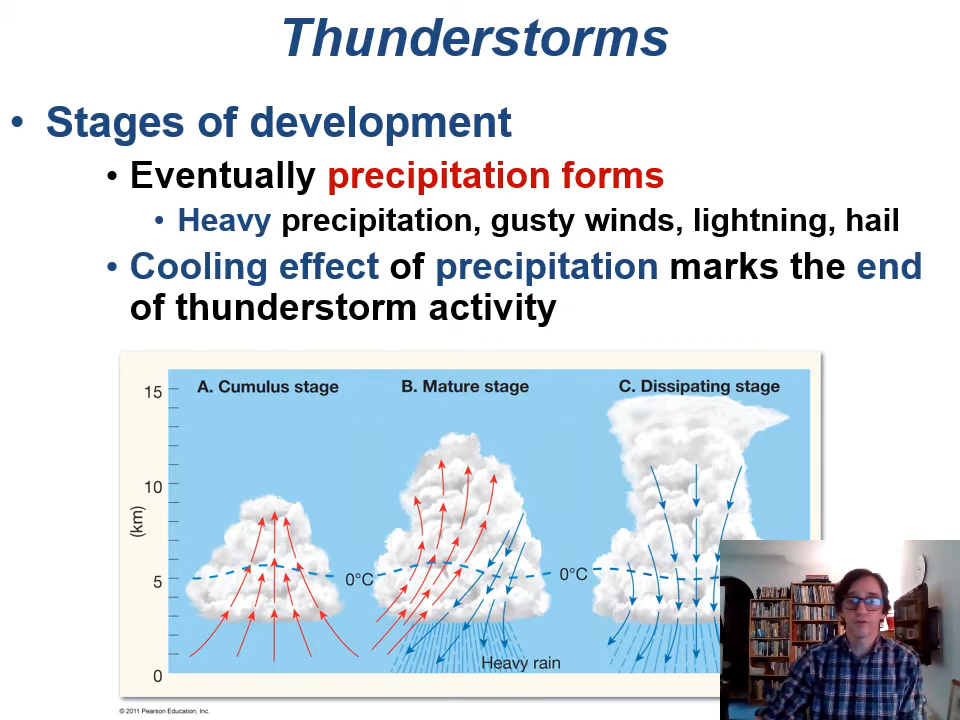 Thunderstorms
• Stages of development
• Eventually precipitation forms
• Heavy precipitation, gusty winds, lightning, hail
• Cooling effect of precipitation marks the end
of thunderstorm activity
A. Cumulus stage
B. Mature stage
C. Dissipating stage
15
10
(km)
5
0
0°C
0°C
Heavy rain
© 2011 Pearson Education, Inc.